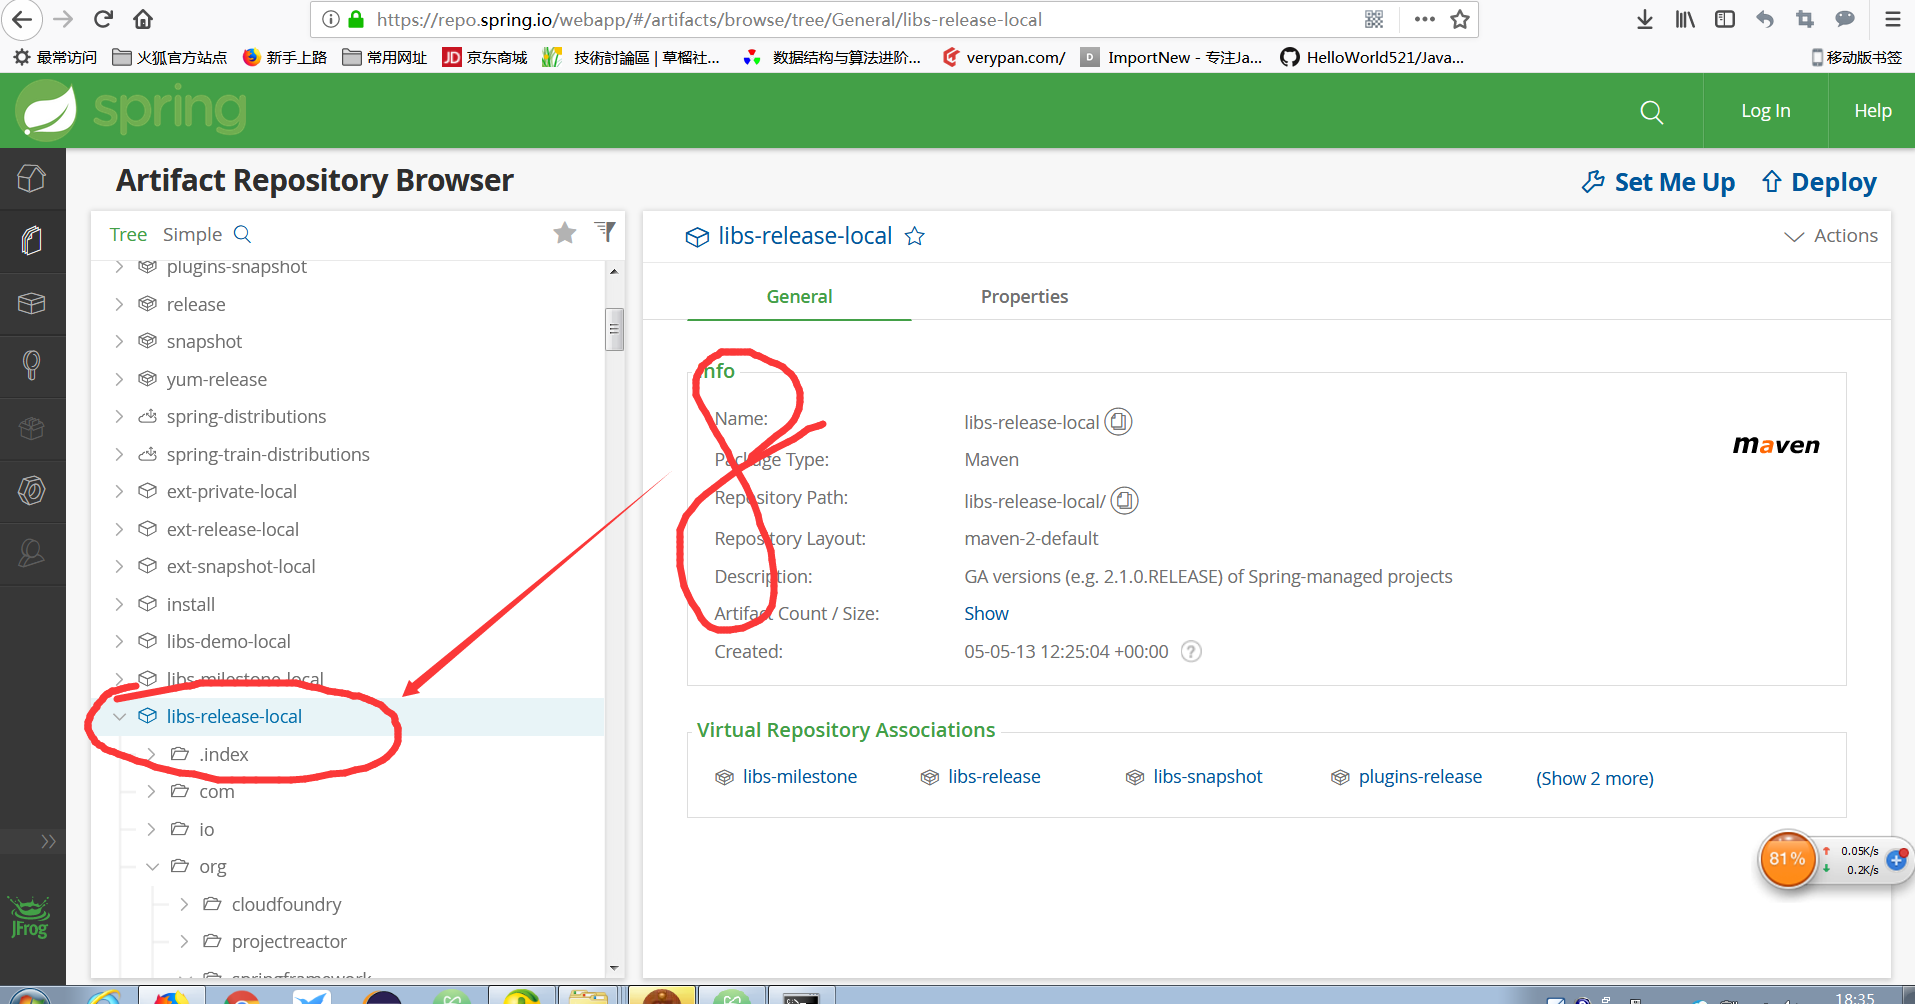 https://repo.spring.io/webapp/#/artifacts/browse/tree/General/libs-release-local
最常访问 火狐官方站点 新手上路 常用网址 JD 京东商城 技術討論區 | 草榴社... 数据结构与算法进阶... verypan.com/ D ImportNew - 专注Ja... HelloWorld521/Java... 移动版书签
spring
Log In
Help
Artifact Repository Browser
Set Me Up
Deploy
Tree Simple
plugins-snapshot
release
snapshot
yum-release
spring-distributions
spring-train-distributions
ext-private-local
ext-release-local
ext-snapshot-local
install
libs-demo-local
libs-milestone-local
libs-release-local
.index
com
io
org
cloudfoundry
projectreactor
springframework
JFrog
libs-release-local
Actions
General Properties
Info
8
Name: libs-release-local
Package Type: Maven
Repository Path: libs-release-local/
Repository Layout: maven-2-default
Description: GA versions (e.g. 2.1.0.RELEASE) of Spring-managed projects
Artifact Count / Size: Show
Created: 05-05-13 12:25:04 +00:00 ?
maven
Virtual Repository Associations
libs-milestone libs-release libs-snapshot plugins-release (Show 2 more)
81%
0.05K/s
0.2K/s
18:35